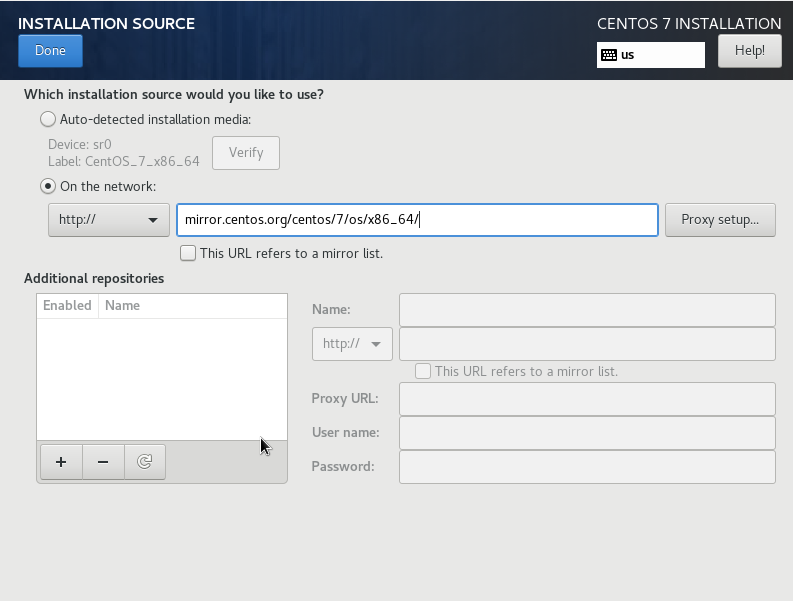 INSTALLATION SOURCE
CENTOS 7 INSTALLATION
Done
us
Help!
Which installation source would you like to use?
Auto-detected installation media:
Device: sr0
Label: CentOS_7_x86_64
Verify
On the network:
http://
mirror.centos.org/centos/7/os/x86_64/
Proxy setup...
This URL refers to a mirror list.
Additional repositories
Enabled Name
Name:
http://
This URL refers to a mirror list.
Proxy URL:
User name:
Password:
+ −